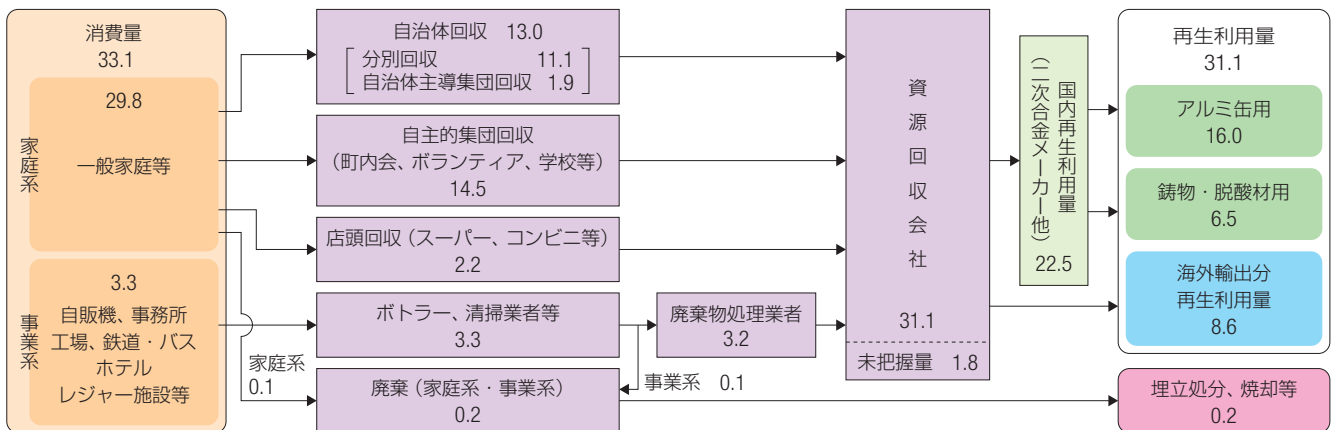 消費量
33.1
29.8
家庭系
一般家庭等
3.3
事業系
自販機、事務所
工場、鉄道・バス
ホテル
レジャー施設等
自治体回収 13.0
分別回収 11.1
自治体主導集団回収 1.9
自主的集団回収
(町内会、ボランティア、学校等)
14.5
店頭回収(スーパー、コンビニ等)
2.2
ボトラー、清掃業者等
3.3
家庭系
0.1
廃棄(家庭系・事業系)
0.2
廃棄物処理業者
3.2
事業系 0.1
資源回収会社
31.1
未把握量 1.8
国内再生利用量
(二次合金メーカー他)
22.5
再生利用量
31.1
アルミ缶用
16.0
鋳物・脱酸材用
6.5
海外輸出分
再生利用量
8.6
埋立処分、焼却等
0.2